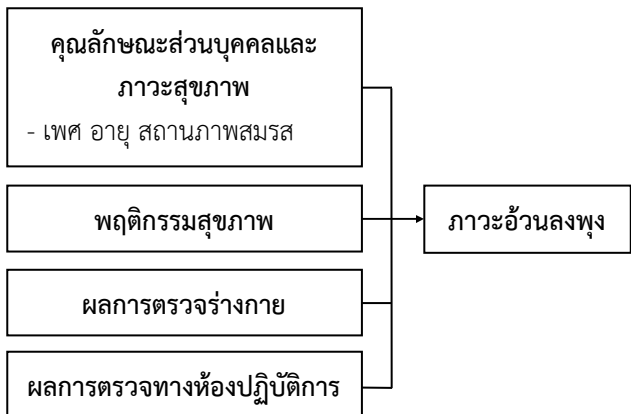 คุณลักษณะส่วนบุคคลและ
ภาวะสุขภาพ
- เพศ อายุ สถานภาพสมรส
พฤติกรรมสุขภาพ
ภาวะอ้วนลงพุง
ผลการตรวจร่างกาย
ผลการตรวจทางห้องปฏิบัติการ